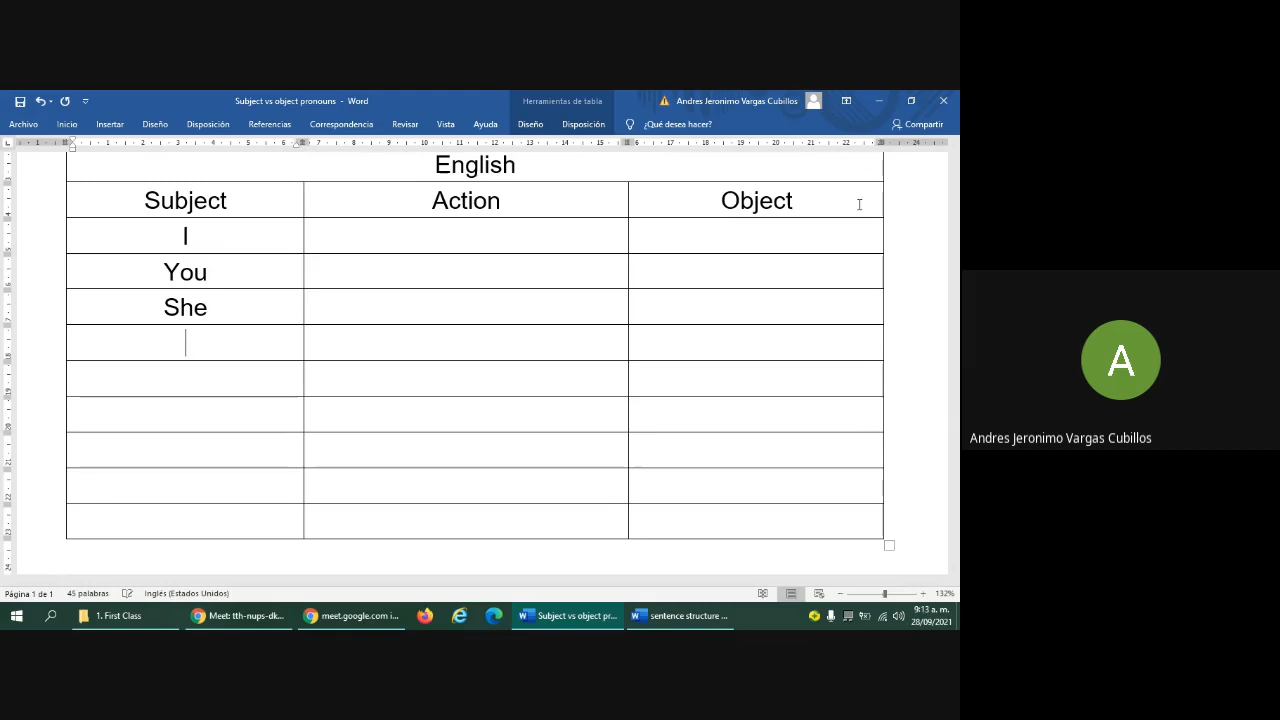 Subject vs object pronouns - Word
Herramientas de tabla
Andres Jeronimo Vargas Cubillos
Archivo Inicio Insertar Diseño Disposición Referencias Correspondencia Revisar Vista Ayuda Diseño Disposición ¿Qué desea hacer? Compartir
English
Subject Action Object
I
You
She
A
Andres Jeronimo Vargas Cubillos
Página 1 de 1 45 palabras Inglés (Estados Unidos) 132%
1. First Class Meet: tth-nups-dk... meet.google.com i... Subject vs object pr... sentence structure ...
9:13 a. m.
28/09/2021